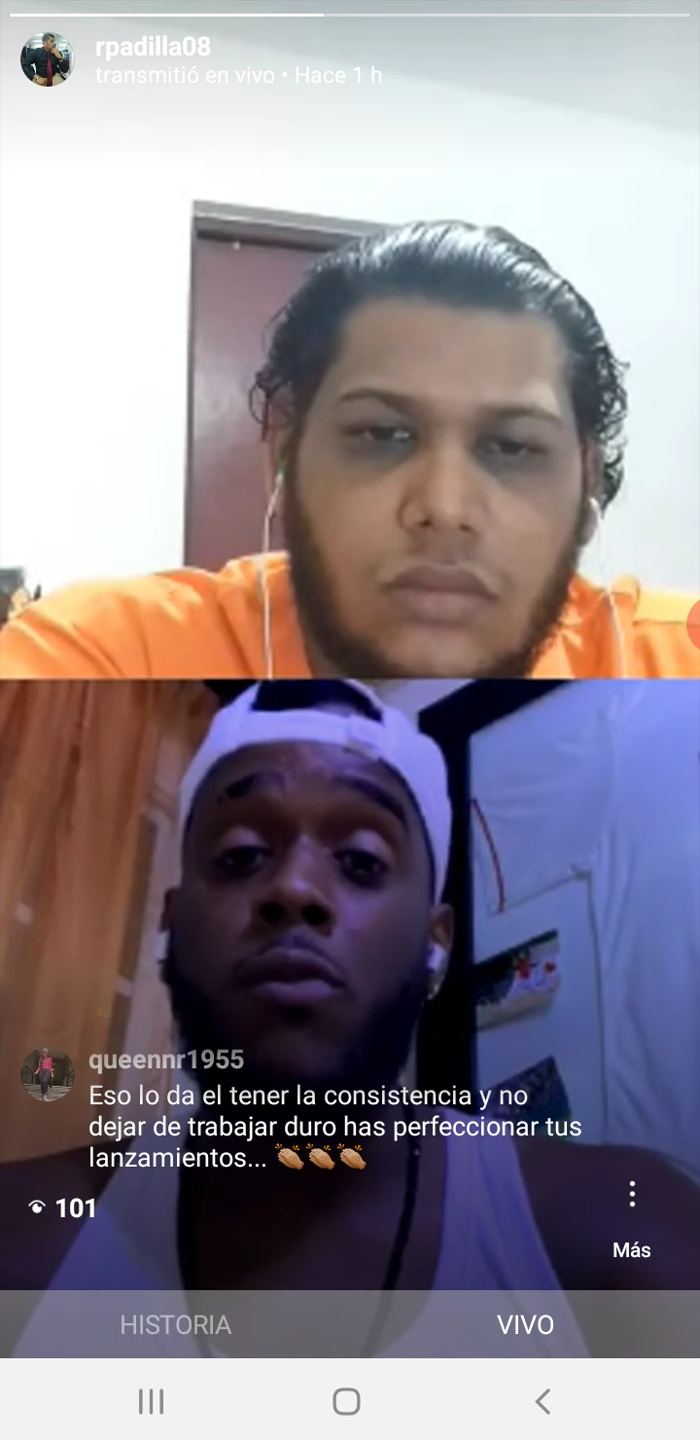 rpadilla08
transmitió en vivo • Hace 1 h
queennr1955
Eso lo da el tener la consistencia y no
dejar de trabajar duro has perfeccionar tus
lanzamientos... 👏🏼👏🏼👏🏼
101
Más
HISTORIA
VIVO